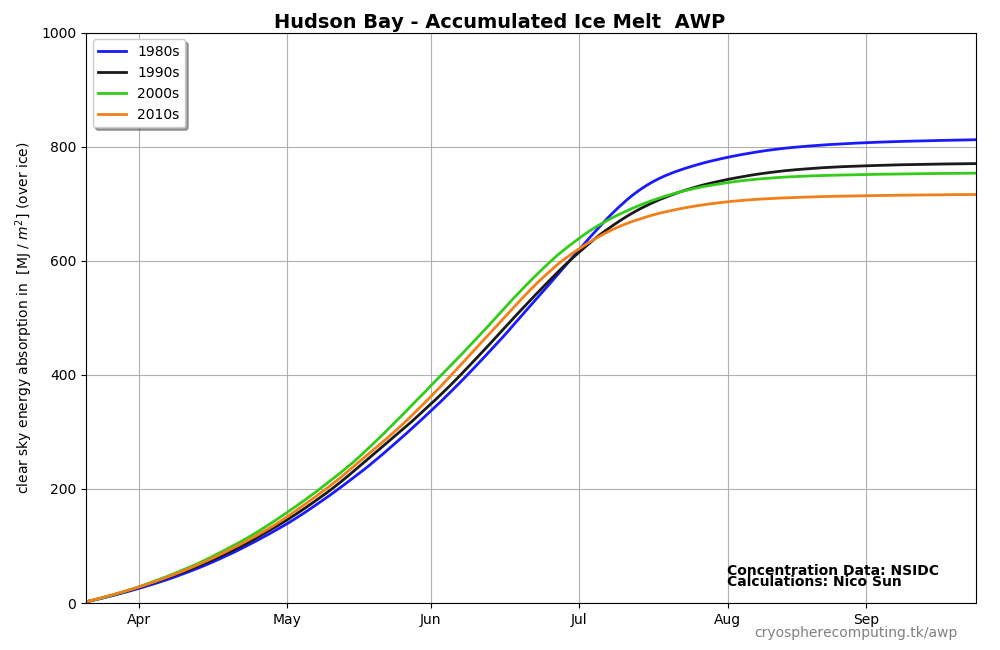 Hudson Bay - Accumulated Ice Melt  AWP
1000
800
600
400
200
0
clear sky energy absorption in  [MJ / m²] (over ice)
1980s
1990s
2000s
2010s
Concentration Data: NSIDC
Calculations: Nico Sun
Apr May Jun Jul Aug Sep
cryospherecomputing.tk/awp